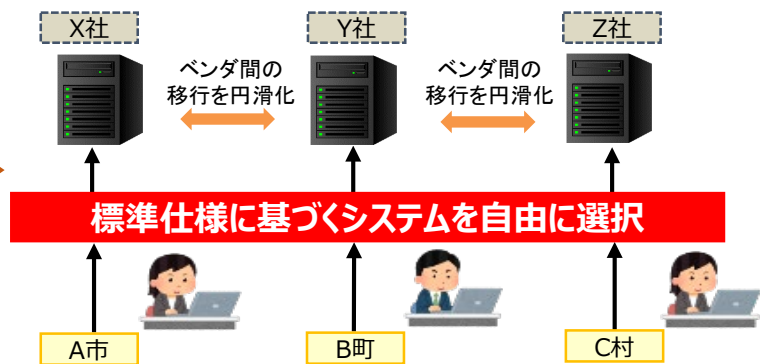 X社
Y社
Z社
ベンダ間の
移行を円滑化
ベンダ間の
移行を円滑化
標準仕様に基づくシステムを自由に選択
A市
B町
C村